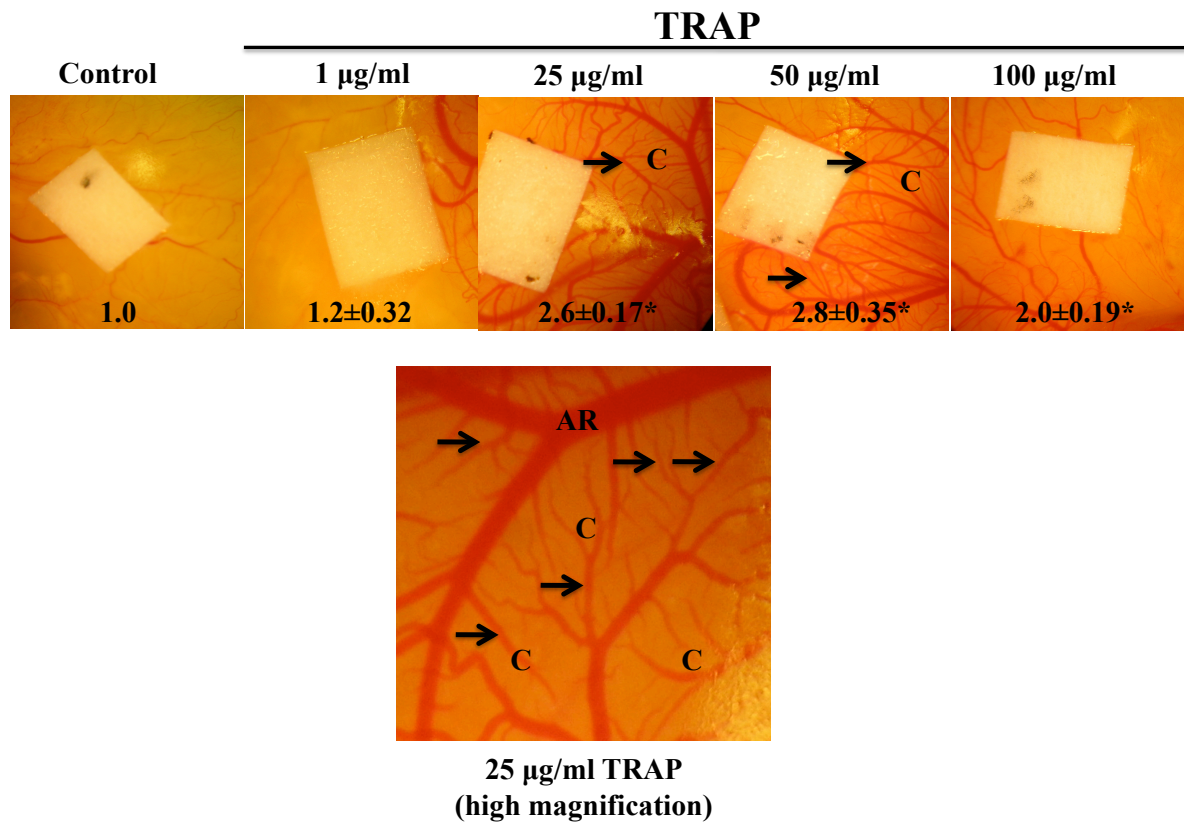 TRAP
Control 1 μg/ml 25 μg/ml 50 μg/ml 100 μg/ml
C C
1.0 1.2±0.32 2.6±0.17* 2.8±0.35* 2.0±0.19*
AR
C
C C
25 μg/ml TRAP
(high magnification)